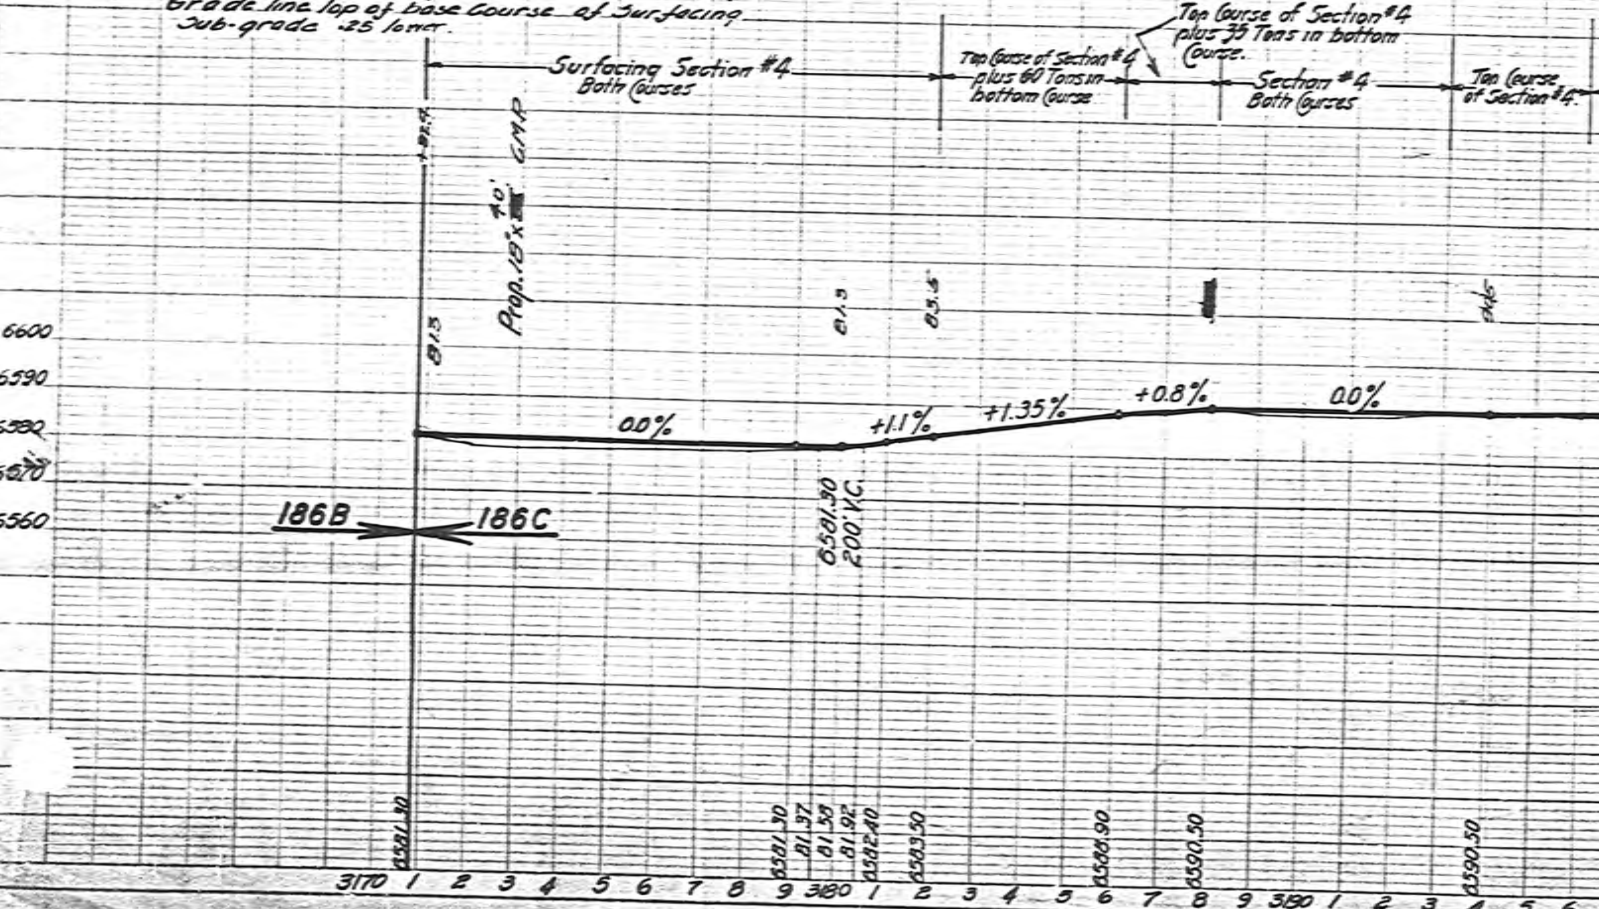 Grade line top of base Course of Surfacing
Sub-grade .25 lower.
Surfacing Section #4
Both Courses
Top Course of Section #4
plus 60 Tons in
bottom Course
Top Course of Section #4
plus 35 Tons in bottom
Course.
Section #4
Both Courses
Top Course
of Section #4.
Prop. 18" x 40' C.M.P.
81.3
81.3
83.5
6600
6590
6580
6570
6560
0.0%
+1.1%
+1.35%
+0.8%
0.0%
186B
186C
6581.30
200' V.C.
6581.30
6581.30
81.37
81.58
81.92
6582.40
6583.50
6588.90
6590.50
6590.50
3170 1 2 3 4 5 6 7 8 9 3180 1 2 3 4 5 6 7 8 9 3190 1 2 3 4 5 6